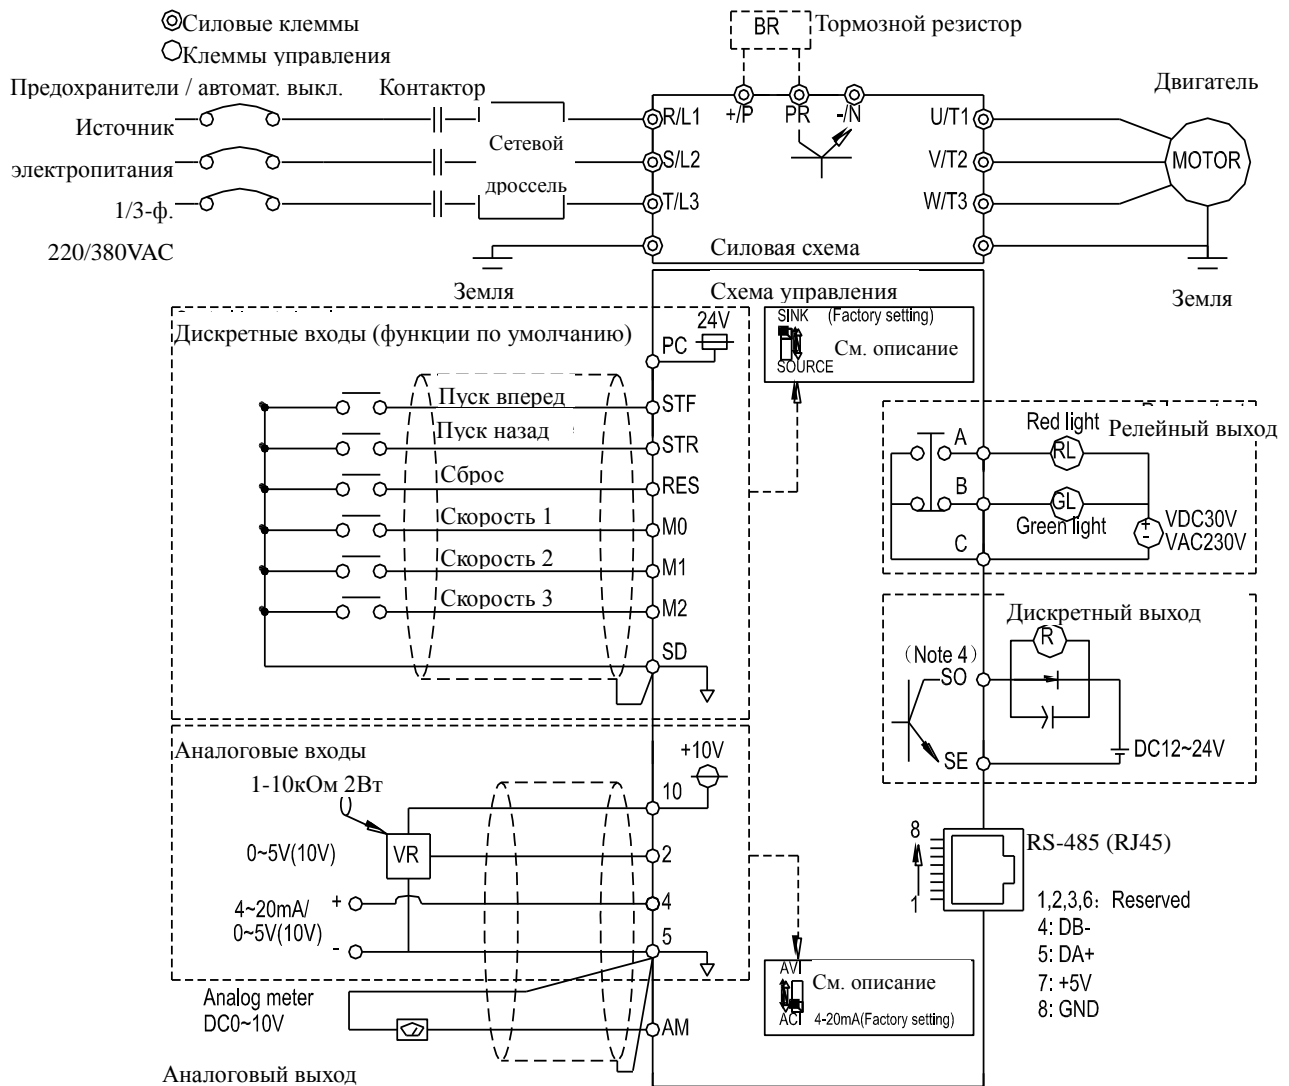 Силовые клеммы
Клеммы управления
BR
Тормозной резистор
Предохранители / автомат. выкл.
Контактор
Двигатель
Источник
электропитания
1/3-ф.
220/380VAC
Сетевой
дроссель
R/L1
S/L2
T/L3
+/P
PR
-/N
U/T1
V/T2
W/T3
MOTOR
Силовая схема
Земля
Земля
Схема управления
Дискретные входы (функции по умолчанию)
24V
PC
SINK (Factory setting)
См. описание
SOURCE
Пуск вперед
STF
Пуск назад
STR
Сброс
RES
Скорость 1
M0
Скорость 2
M1
Скорость 3
M2
SD
Red light
Релейный выход
A
RL
B
GL
Green light
C
+
-
VDC30V
VAC230V
Дискретный выход
R
(Note 4)
SO
SE
DC12~24V
Аналоговые входы
+10V
1-10кОм 2Вт
10
0~5V(10V)
VR
2
4~20mA/
0~5V(10V)
+
-
4
5
Analog meter
DC0~10V
AM
Аналоговый выход
AVI
См. описание
ACI 4-20mA(Factory setting)
8
1
RS-485 (RJ45)
1,2,3,6: Reserved
4: DB-
5: DA+
7: +5V
8: GND